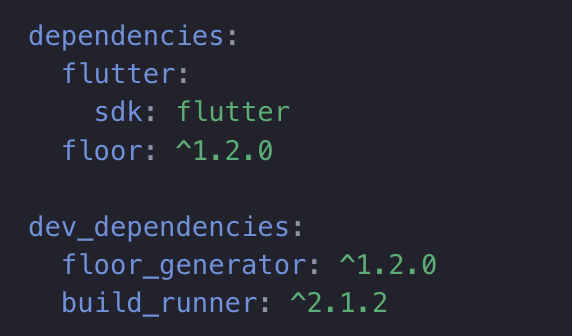 dependencies:
  flutter:
    sdk: flutter
  floor: ^1.2.0

dev_dependencies:
  floor_generator: ^1.2.0
  build_runner: ^2.1.2